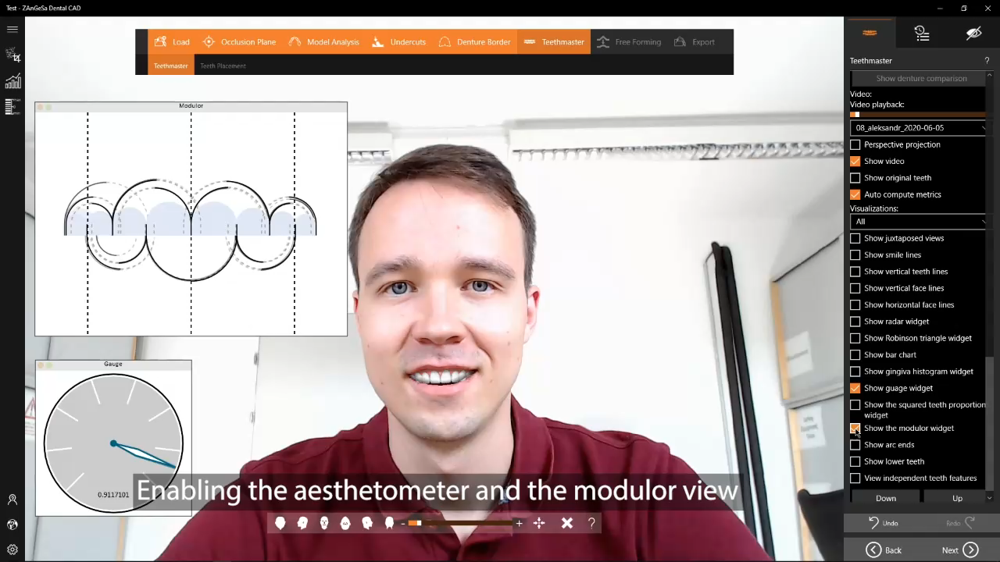 Test - ZAnGeSa Dental CAD
Load
Occlusion Plane
Model Analysis
Undercuts
Denture Border
Teethmaster
Free Forming
Export
Teethmaster
Teeth Placement
Modulor
Gauge
0.9117101
Enabling the aesthetometer and the modulor view
- + ?
Teethmaster ?
Show denture comparison
Video:
Video playback:
08_aleksandr_2020-06-05
Perspective projection
Show video
Show original teeth
Auto compute metrics
Visualizations:
All
Show juxtaposed views
Show smile lines
Show vertical teeth lines
Show vertical face lines
Show horizontal face lines
Show radar widget
Show Robinson triangle widget
Show bar chart
Show gingiva histogram widget
Show guage widget
Show the squared teeth proportion
widget
Show the modulor widget
Show arc ends
Show lower teeth
View independent teeth features
Down
Up
Undo
Redo
Back
Next